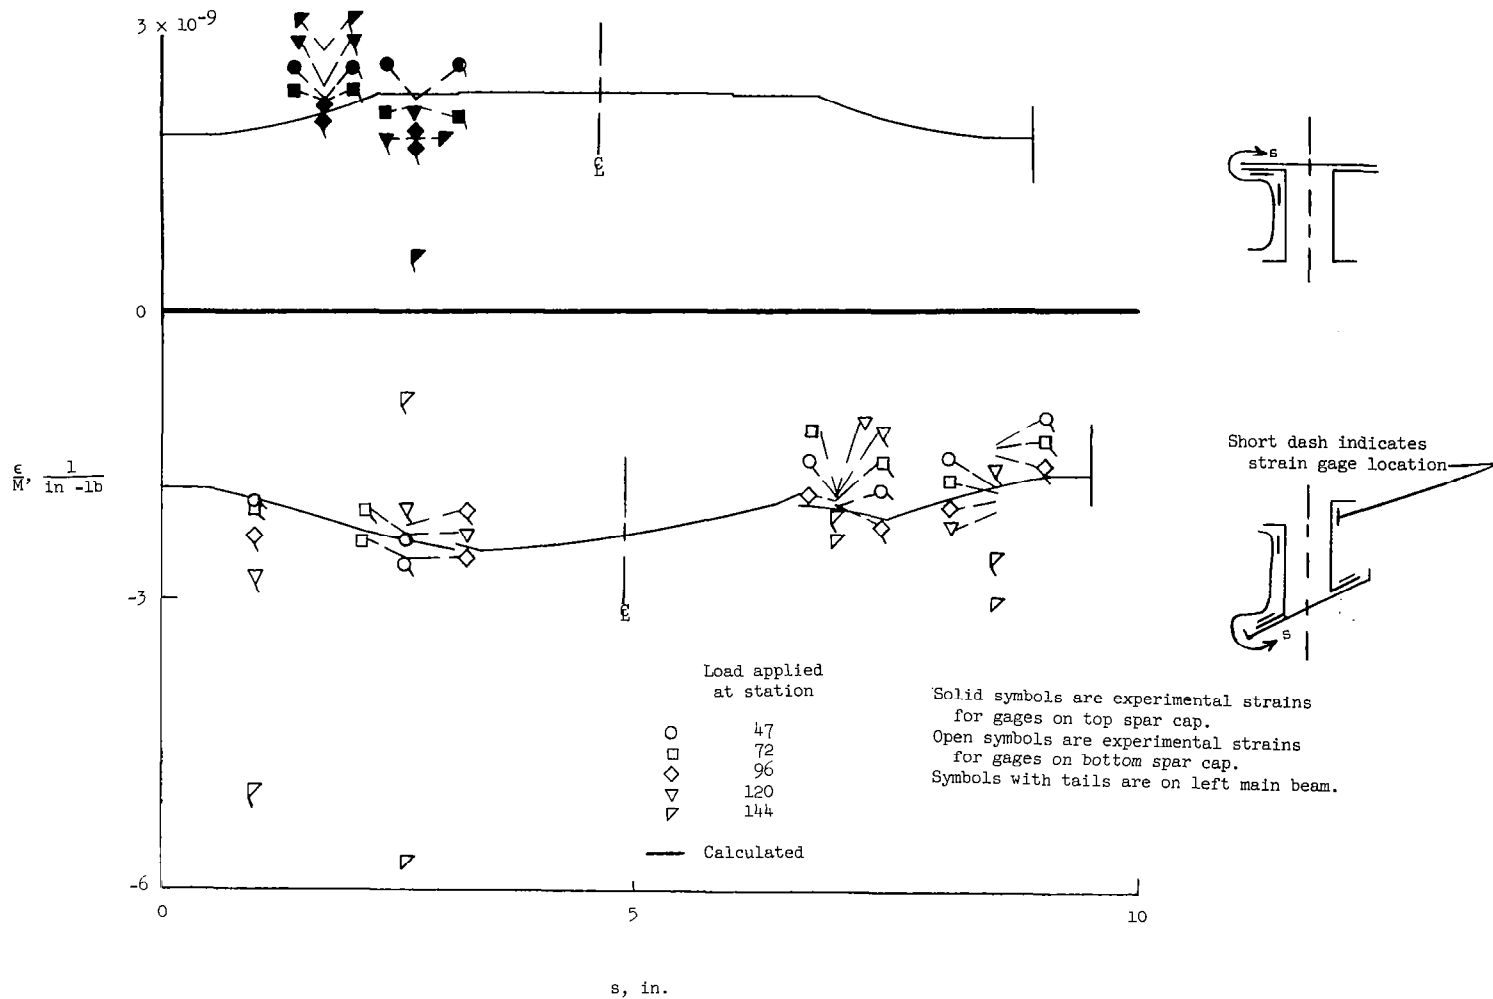 3 × 10-9
℄
s
0
Short dash indicates
strain gage location
ε/M, 1/in -lb
-3
℄
s
Load applied
at station
47
72
96
120
144
Calculated
Solid symbols are experimental strains
for gages on top spar cap.
Open symbols are experimental strains
for gages on bottom spar cap.
Symbols with tails are on left main beam.
-6
0 5 10
s, in.